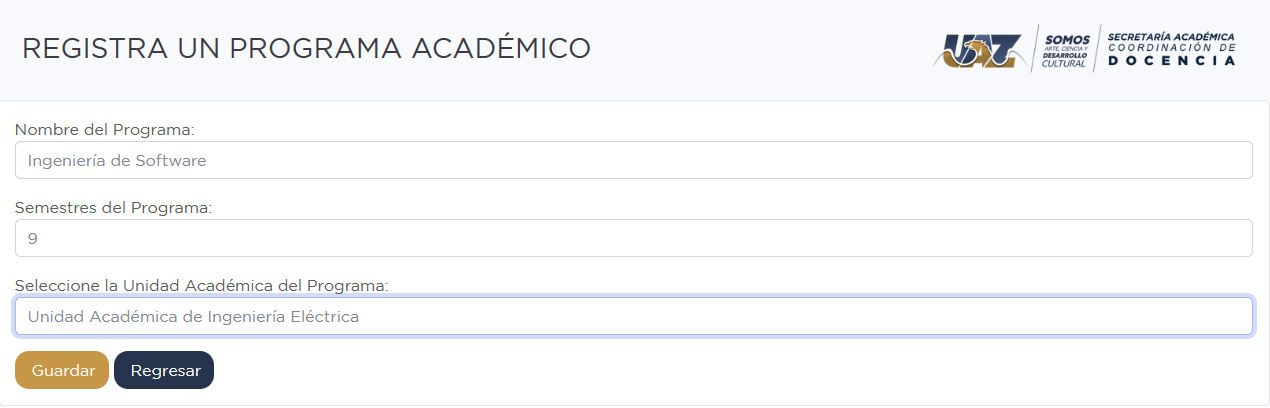 REGISTRA UN PROGRAMA ACADÉMICO
UAZ
SOMOS
ARTE, CIENCIA Y
DESARROLLO
CULTURAL
SECRETARÍA ACADÉMICA
COORDINACIÓN DE
DOCENCIA
Nombre del Programa:
Ingeniería de Software
Semestres del Programa:
9
Seleccione la Unidad Académica del Programa:
Unidad Académica de Ingeniería Eléctrica
Guardar Regresar